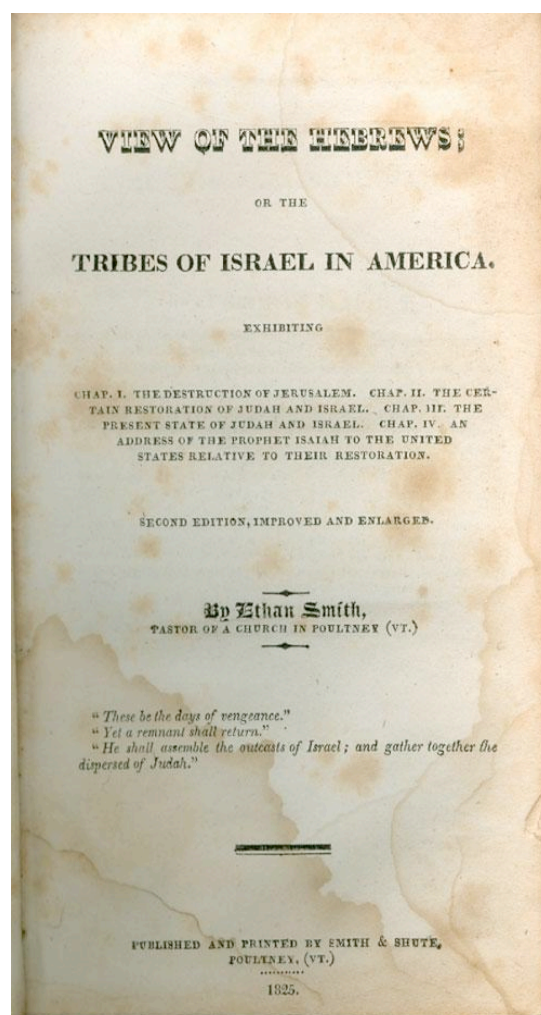 VIEW OF THE HEBREWS;
OR THE
TRIBES OF ISRAEL IN AMERICA.
EXHIBITING
CHAP. I. THE DESTRUCTION OF JERUSALEM. CHAP. II. THE CER-
TAIN RESTORATION OF JUDAH AND ISRAEL. CHAP. III. THE
PRESENT STATE OF JUDAH AND ISRAEL. CHAP. IV. AN
ADDRESS OF THE PROPHET ISAIAH TO THE UNITED
STATES RELATIVE TO THEIR RESTORATION.
SECOND EDITION, IMPROVED AND ENLARGED.
By Ethan Smith,
PASTOR OF A CHURCH IN POULTNEY (VT.)
"These be the days of vengeance."
"Yet a remnant shall return."
"He shall assemble the outcasts of Israel; and gather together the
dispersed of Judah."
PUBLISHED AND PRINTED BY SMITH & SHUTE,
POULTNEY, (VT.)
1825.